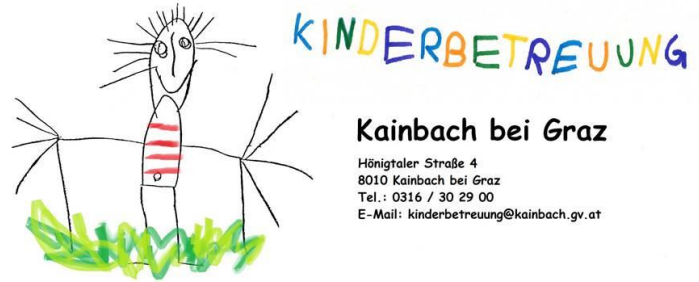 KINDERBETREUUNG
Kainbach bei Graz
Hönigtaler Straße 4
8010 Kainbach bei Graz
Tel.: 0316 / 30 29 00
E-Mail: kinderbetreuung@kainbach.gv.at